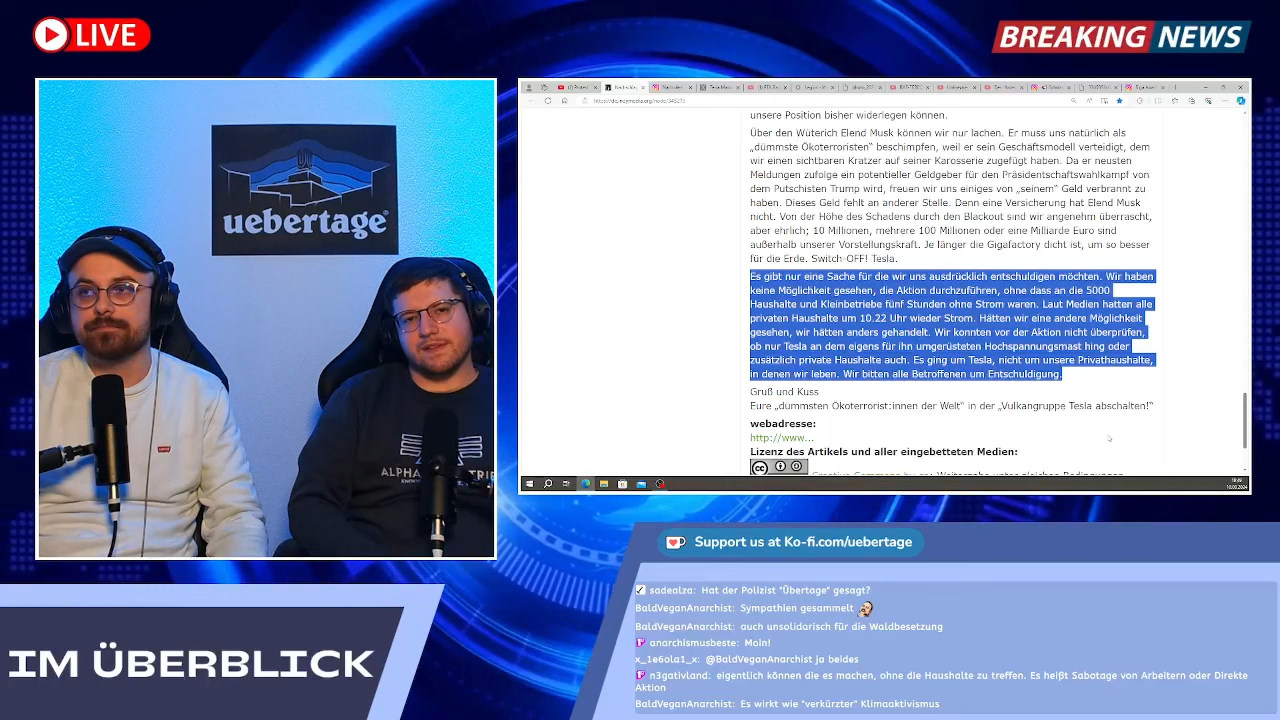 LIVE
BREAKING NEWS
uebertage
ALPHA
unsere Position bisher widerlegen können.
Über den Wüterich Elend Musk können wir nur lachen. Er muss uns natürlich als
„dümmste Ökoterroristen“ beschimpfen, weil er sein Geschäftsmodell verteidigt, dem
wir einen sichtbaren Kratzer auf seiner Karosserie zugefügt haben. Da er neusten
Meldungen zufolge ein potentieller Geldgeber für den Präsidentschaftswahlkampf von
dem Putschisten Trump wird, freuen wir uns einiges von „seinem“ Geld verbrannt zu
haben. Dieses Geld fehlt an anderer Stelle. Denn eine Versicherung hat Elend Musk
nicht. Von der Höhe des Schadens durch den Blackout sind wir angenehm überrascht,
aber ehrlich; 10 Millionen, mehrere 100 Millionen oder eine Milliarde Euro sind
außerhalb unserer Vorstellungskraft. Je länger die Gigafactory dicht ist, um so besser
für die Erde. Switch-OFF! Tesla.
Es gibt nur eine Sache für die wir uns ausdrücklich entschuldigen möchten. Wir haben
keine Möglichkeit gesehen, die Aktion durchzuführen, ohne dass an die 5000
Haushalte und Kleinbetriebe fünf Stunden ohne Strom waren. Laut Medien hatten alle
privaten Haushalte um 10.22 Uhr wieder Strom. Hätten wir eine andere Möglichkeit
gesehen, wir hätten anders gehandelt. Wir konnten vor der Aktion nicht überprüfen,
ob nur Tesla an dem eigens für ihn umgerüsteten Hochspannungsmast hing oder
zusätzlich private Haushalte auch. Es ging um Tesla, nicht um unsere Privathaushalte,
in denen wir leben. Wir bitten alle Betroffenen um Entschuldigung.
Gruß und Kuss
Eure „dümmsten Ökoterrorist:innen der Welt“ in der „Vulkangruppe Tesla abschalten!“
webadresse:
http://www...
Lizenz des Artikels und aller eingebetteten Medien:
Support us at Ko-fi.com/uebertage
sadealza: Hat der Polizist "Übertage" gesagt?
BaldVeganAnarchist: Sympathien gesammelt
BaldVeganAnarchist: auch unsolidarisch für die Waldbesetzung
anarchismusbeste: Moin!
x_1e6ola1_x: @BaldVeganAnarchist ja beides
n3gativland: eigentlich können die es machen, ohne die Haushalte zu treffen. Es heißt Sabotage von Arbeitern oder Direkte
Aktion
BaldVeganAnarchist: Es wirkt wie "verkürzter" Klimaaktivismus
IM ÜBERBLICK